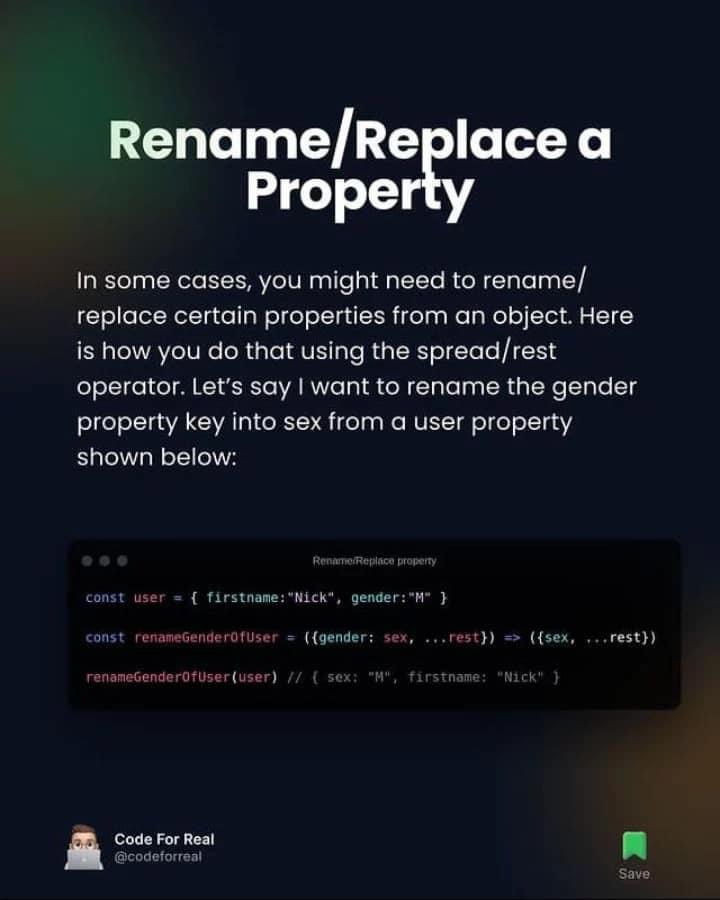 Rename/Replace a
Property
In some cases, you might need to rename/
replace certain properties from an object. Here
is how you do that using the spread/rest
operator. Let’s say I want to rename the gender
property key into sex from a user property
shown below:
Rename/Replace property
const user = { firstname:"Nick", gender:"M" }
const renameGenderOfUser = ({gender: sex, ...rest}) => ({sex, ...rest})
renameGenderOfUser(user) // { sex: "M", firstname: "Nick" }
Code For Real
@codeforreal
Save